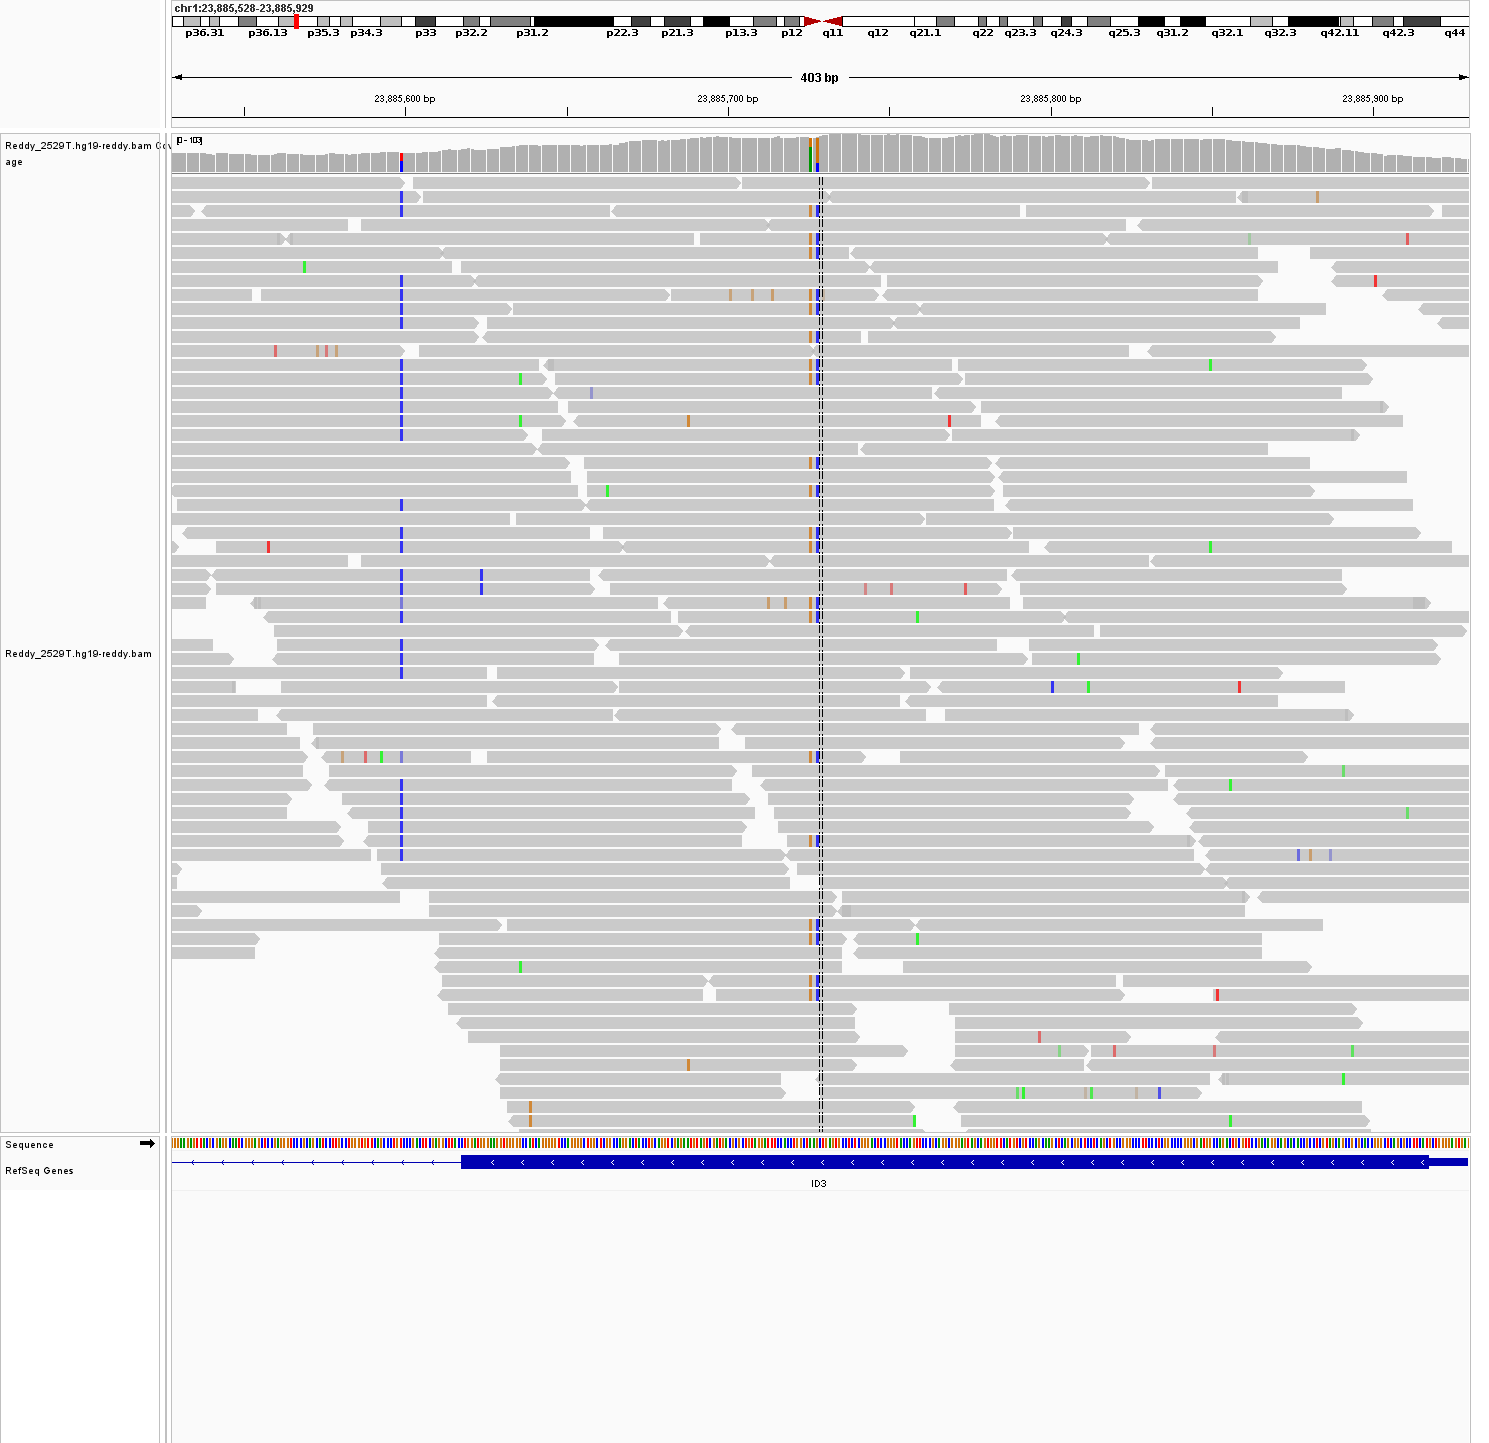 chr1:23,885,528-23,885,929
p36.31 p36.13 p35.3 p34.3 p33 p32.2 p31.2 p22.3 p21.3 p13.3 p12 q11 q12 q21.1 q22 q23.3 q24.3 q25.3 q31.2 q32.1 q32.3 q42.11 q42.3 q44
403 bp
23,885,600 bp 23,885,700 bp 23,885,800 bp 23,885,900 bp
[0 - 103]
Reddy_2529T.hg19-reddy.bam Cov
age
Reddy_2529T.hg19-reddy.bam
Sequence
RefSeq Genes
ID3